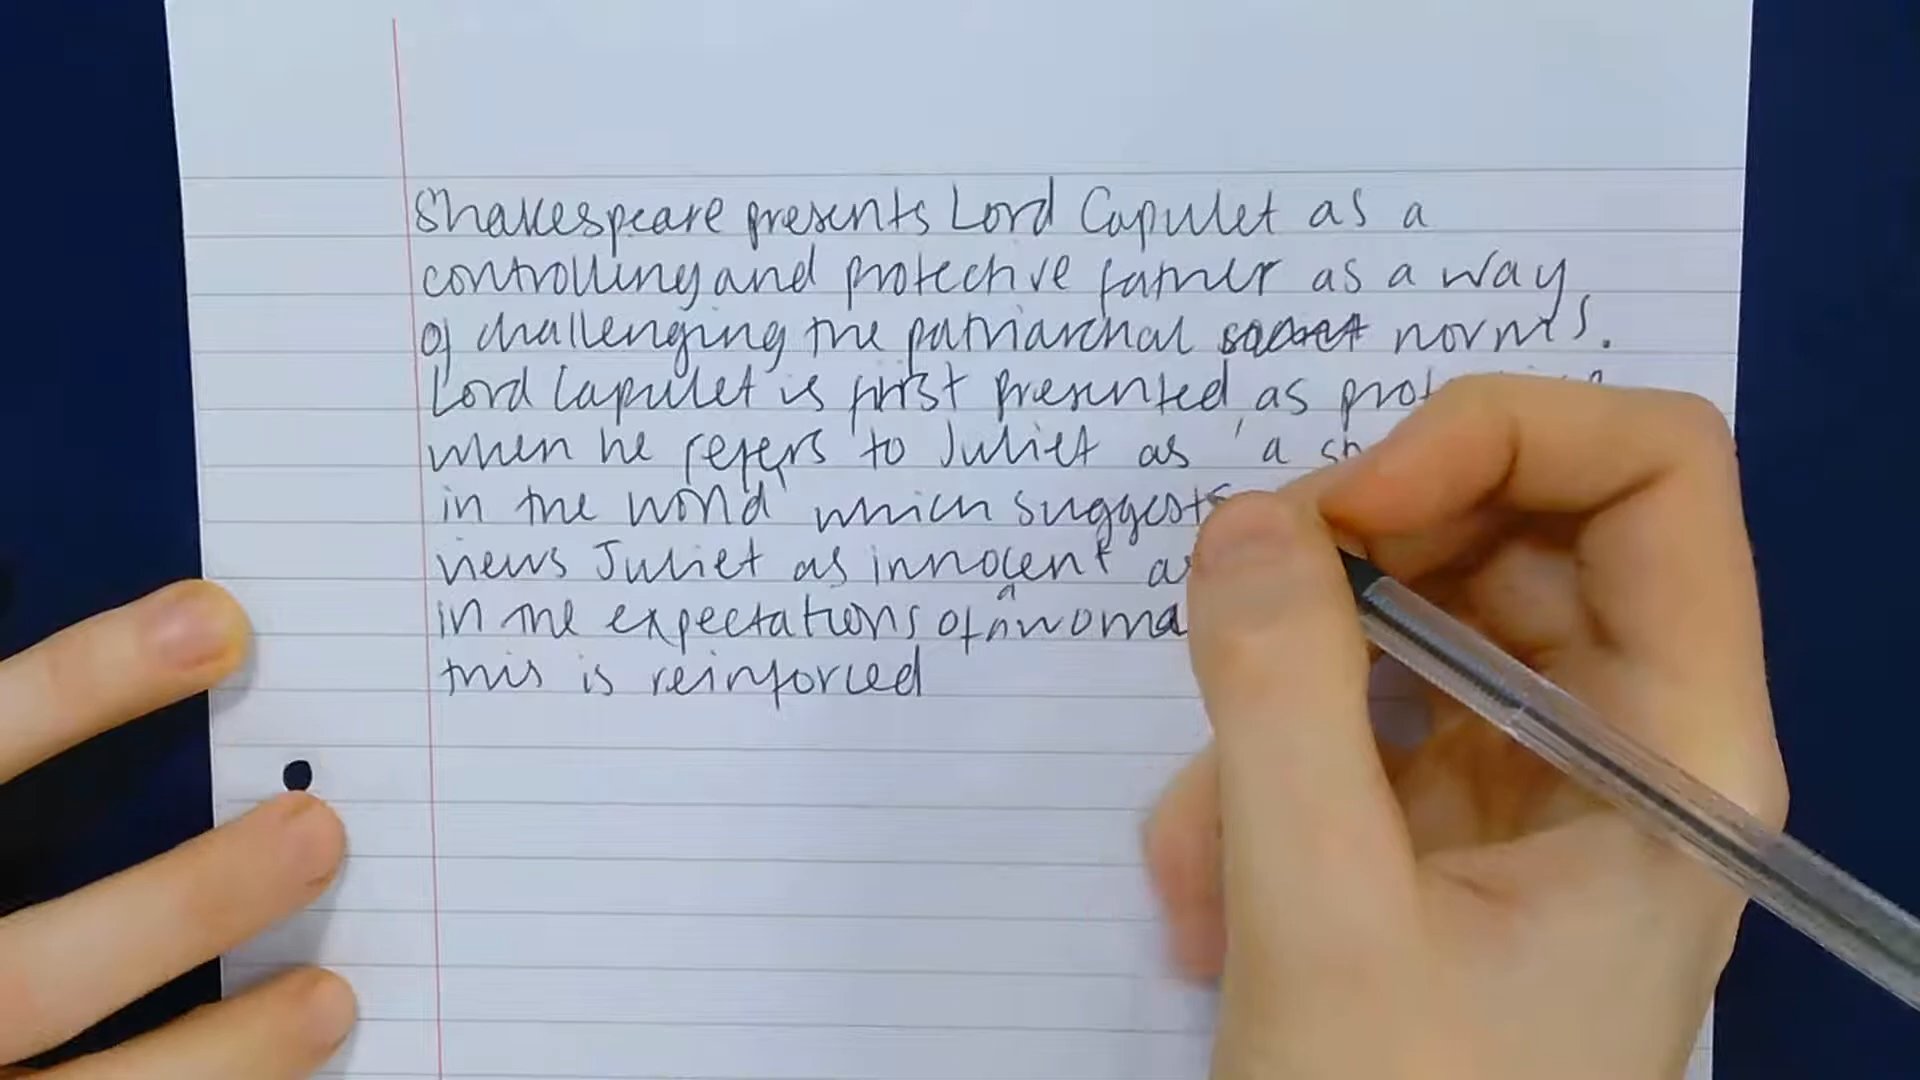 Shakespeare presents Lord Capulet as a
controlling and protective father as a way
of challenging the patriarchal norms.
Lord Capulet is first presented as
when he refers to Juliet as 'a
in the world' which suggests
views Juliet as innocent
in the expectations of a
this is reinforced